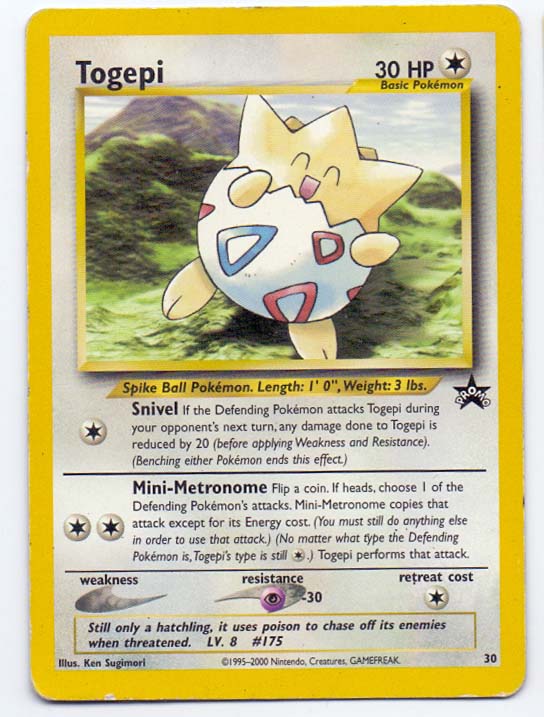 Togepi
30 HP
Basic Pokémon
Spike Ball Pokémon. Length: 1' 0", Weight: 3 lbs.
PROMO
Snivel If the Defending Pokémon attacks Togepi during
your opponent's next turn, any damage done to Togepi is
reduced by 20 (before applying Weakness and Resistance).
(Benching either Pokémon ends this effect.)
Mini-Metronome Flip a coin. If heads, choose 1 of the
Defending Pokémon's attacks. Mini-Metronome copies that
attack except for its Energy cost. (You must still do anything else
in order to use that attack.) (No matter what type the Defending
Pokémon is, Togepi's type is still .) Togepi performs that attack.
weakness resistance retreat cost
-30
Still only a hatchling, it uses poison to chase off its enemies
when threatened. LV. 8 #175
Illus. Ken Sugimori ©1995-2000 Nintendo, Creatures, GAMEFREAK. 30